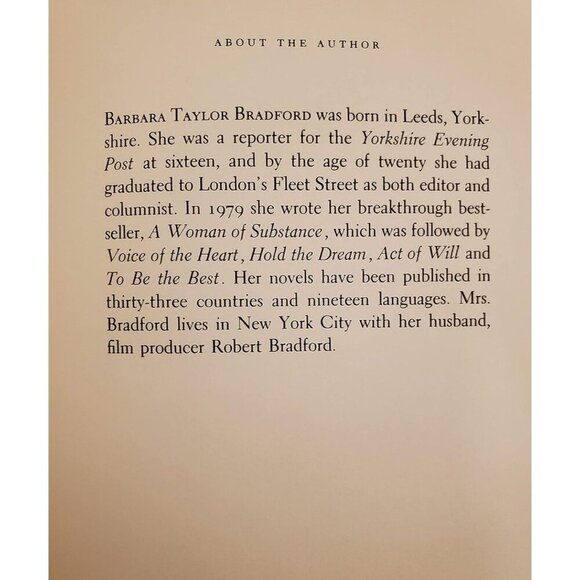 ABOUT THE AUTHOR
BARBARA TAYLOR BRADFORD was born in Leeds, York-
shire. She was a reporter for the Yorkshire Evening
Post at sixteen, and by the age of twenty she had
graduated to London's Fleet Street as both editor and
columnist. In 1979 she wrote her breakthrough best-
seller, A Woman of Substance, which was followed by
Voice of the Heart, Hold the Dream, Act of Will and
To Be the Best. Her novels have been published in
thirty-three countries and nineteen languages. Mrs.
Bradford lives in New York City with her husband,
film producer Robert Bradford.